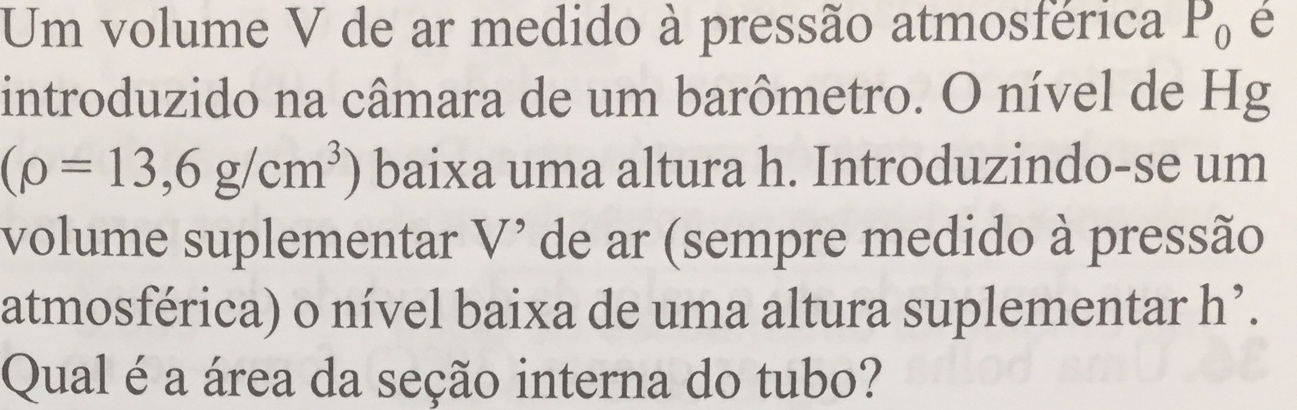 Um volume V de ar medido à pressão atmosférica P₀ é
introduzido na câmara de um barômetro. O nível de Hg
(ρ = 13,6 g/cm³) baixa uma altura h. Introduzindo-se um
volume suplementar V’ de ar (sempre medido à pressão
atmosférica) o nível baixa de uma altura suplementar h’.
Qual é a área da seção interna do tubo?